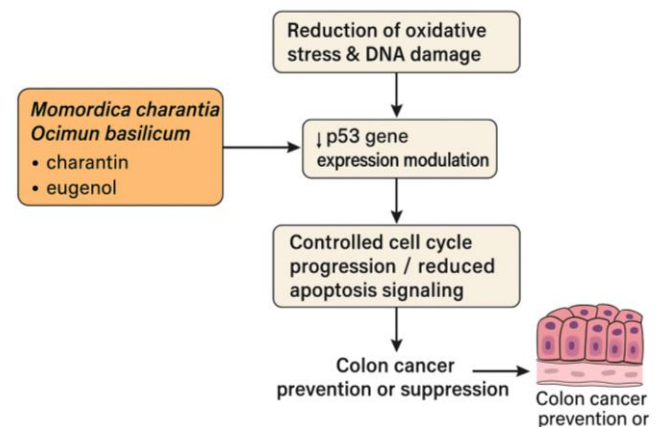 Reduction of oxidative
stress & DNA damage
Momordica charantia
Ocimun basilicum
• charantin
• eugenol
↓p53 gene
expression modulation
Controlled cell cycle
progression / reduced
apoptosis signaling
Colon cancer
prevention or suppression
Colon cancer
prevention or